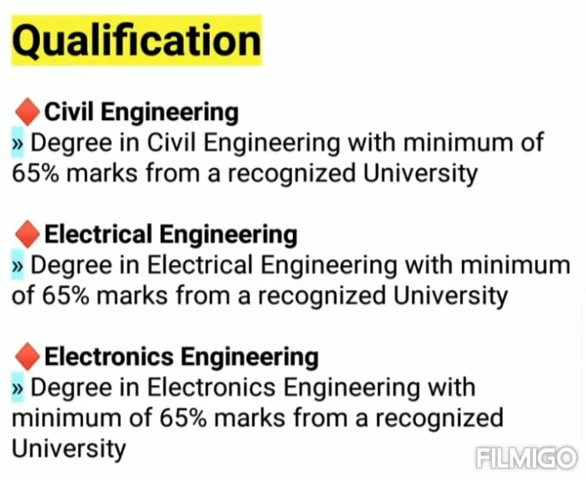 Qualification
♦Civil Engineering
» Degree in Civil Engineering with minimum of
65% marks from a recognized University
♦Electrical Engineering
» Degree in Electrical Engineering with minimum
of 65% marks from a recognized University
♦Electronics Engineering
» Degree in Electronics Engineering with
minimum of 65% marks from a recognized
University
FILMIGO